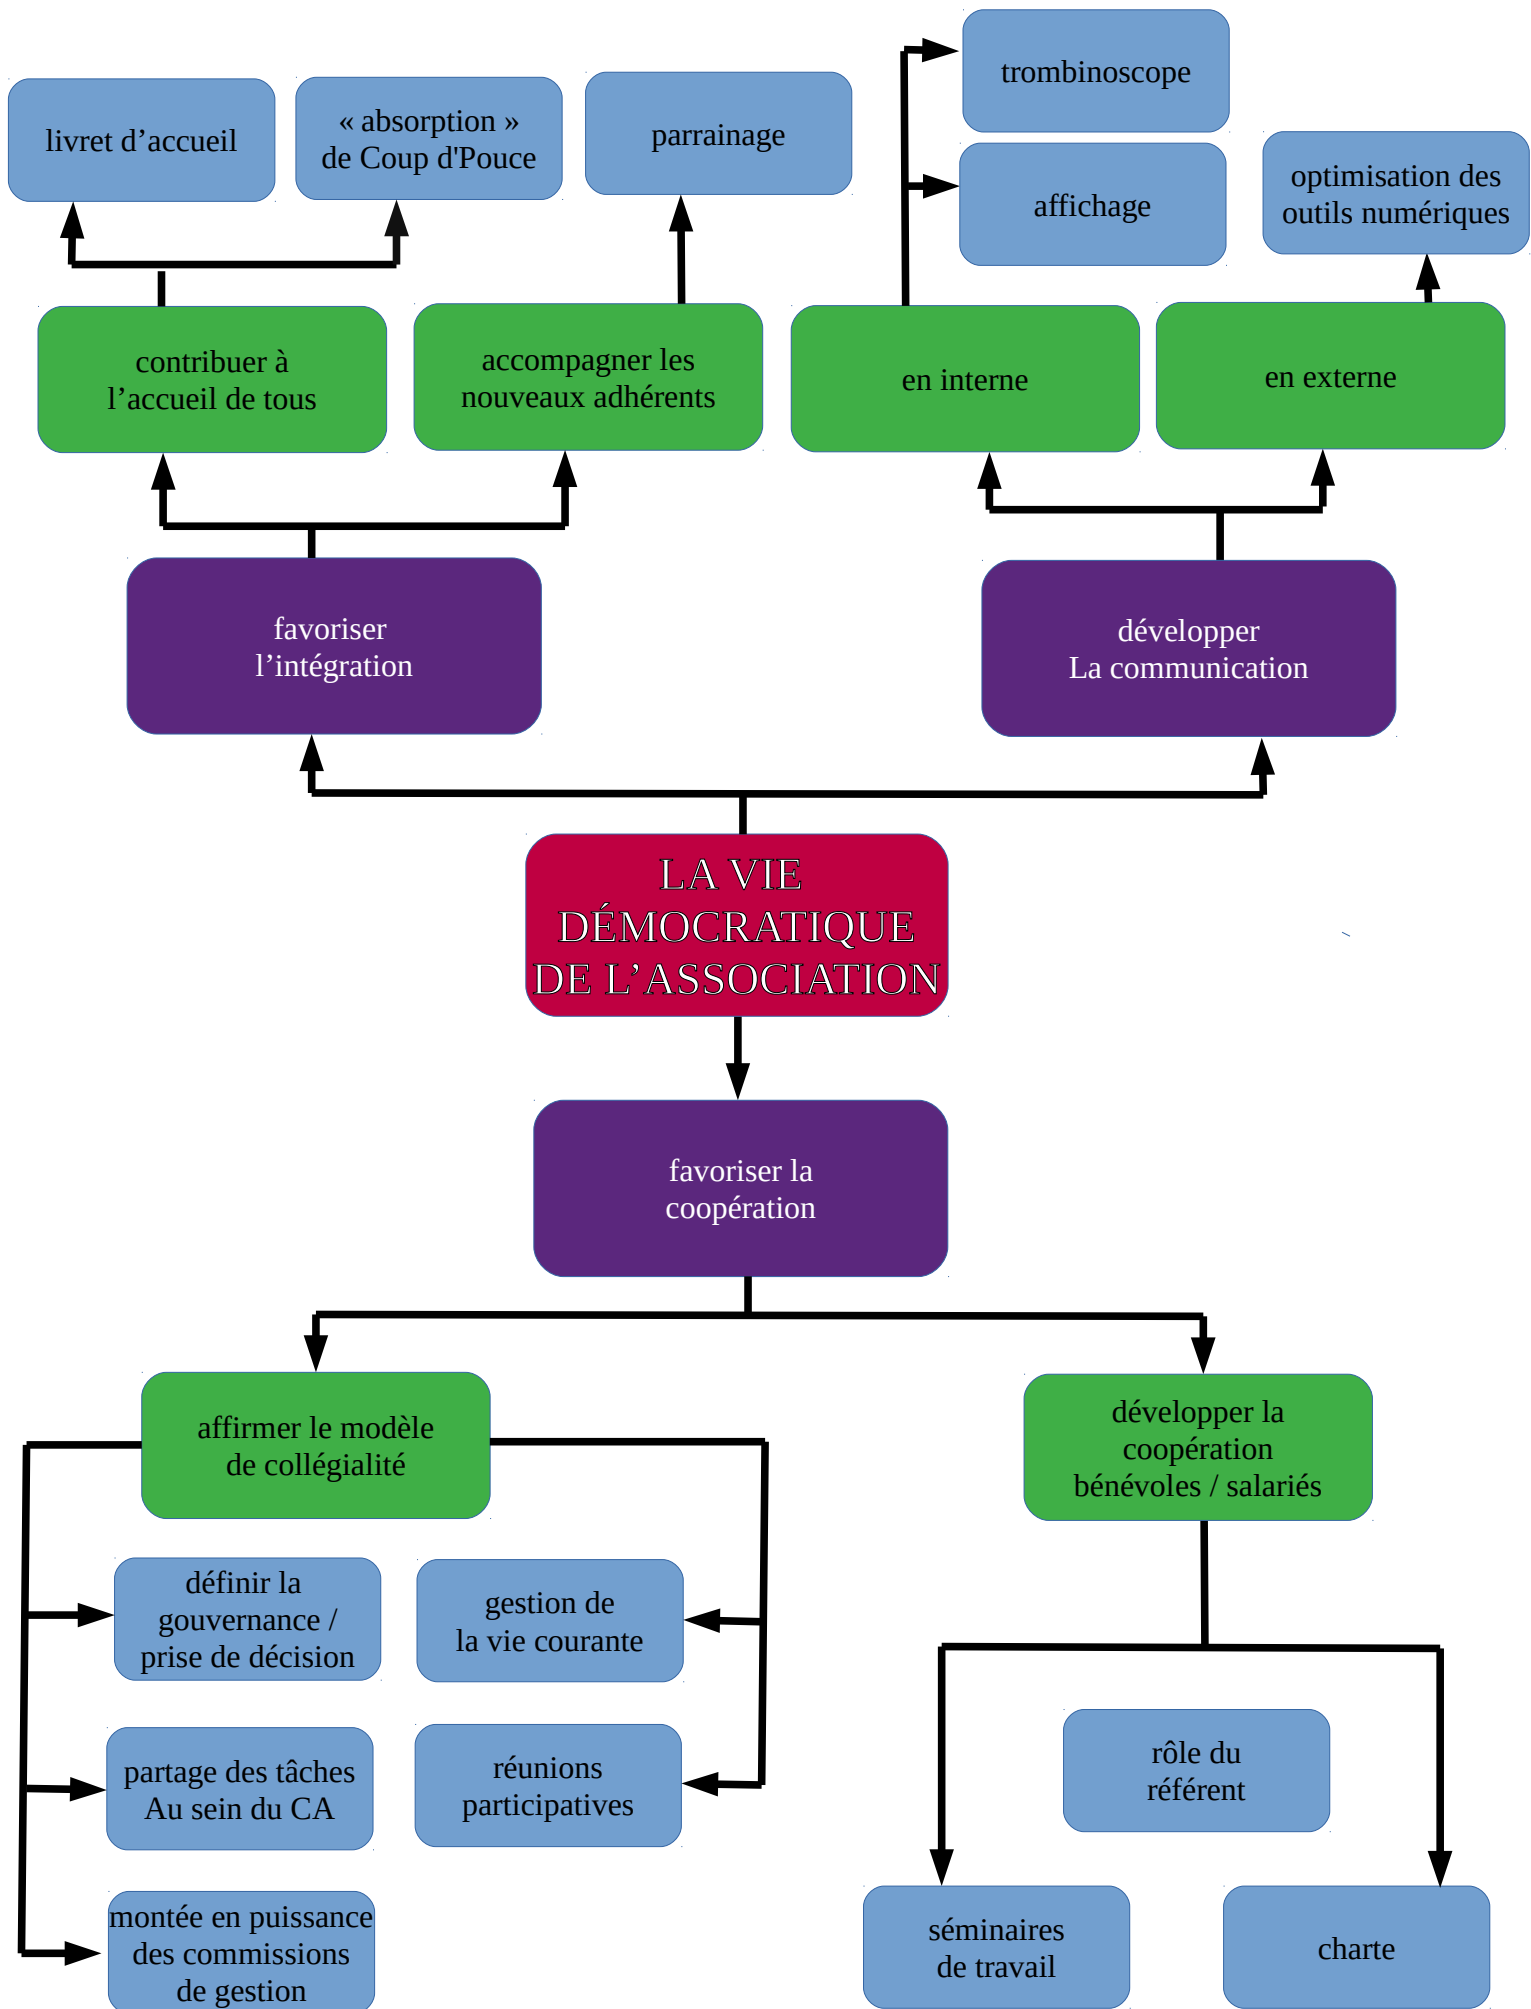 trombinoscope
livret d’accueil
« absorption »
de Coup d'Pouce
parrainage
affichage
optimisation des
outils numériques
contribuer à
l’accueil de tous
accompagner les
nouveaux adhérents
en interne
en externe
favoriser
l’intégration
développer
La communication
LA VIE
DÉMOCRATIQUE
DE L’ASSOCIATION
favoriser la
coopération
affirmer le modèle
de collégialité
développer la
coopération
bénévoles / salariés
définir la
gouvernance /
prise de décision
gestion de
la vie courante
partage des tâches
Au sein du CA
réunions
participatives
rôle du
référent
montée en puissance
des commissions
de gestion
séminaires
de travail
charte